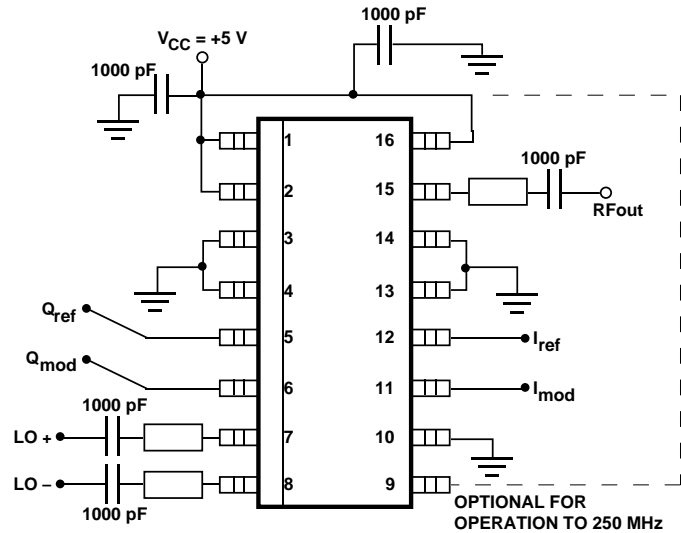 1000 pF
VCC = +5 V
1000 pF
1 16
1000 pF
2 15
RFout
3 14
4 13
Qref
5 12 Iref
Qmod
6 11 Imod
1000 pF
LO + 7 10
LO – 8 9
1000 pF
OPTIONAL FOR
OPERATION TO 250 MHz